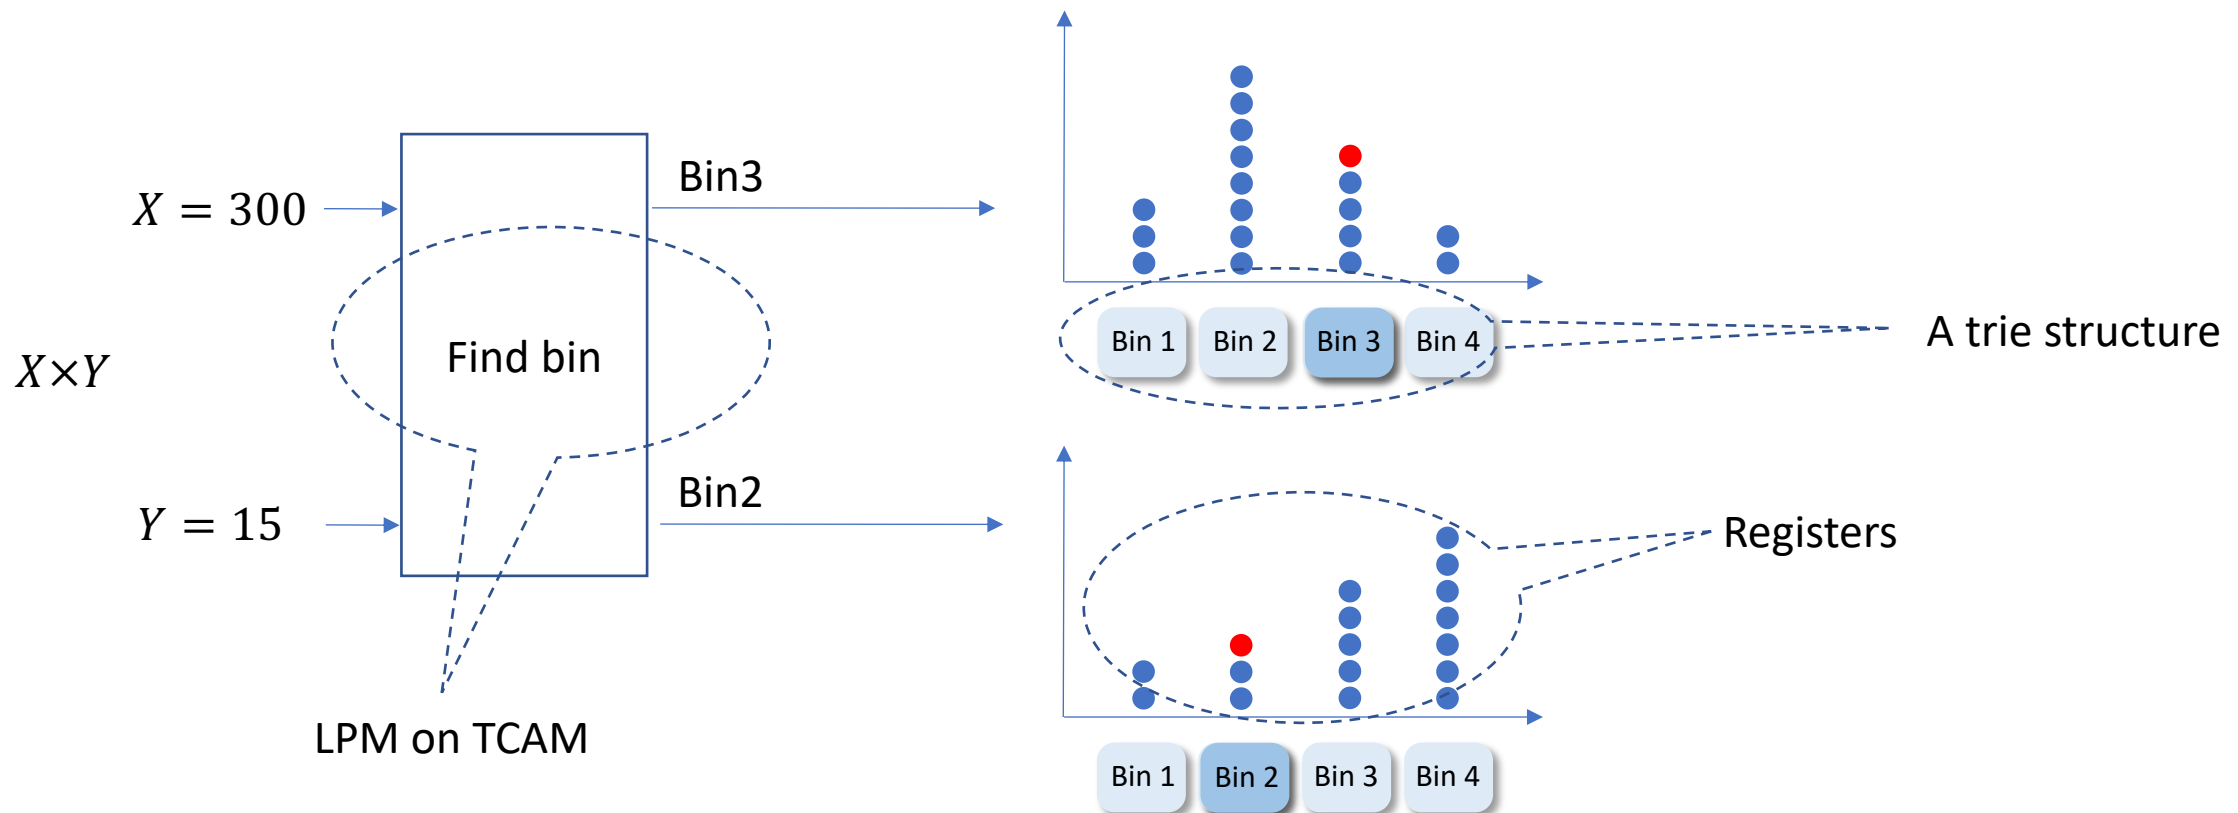 X = 300
X×Y
Y = 15
Find bin
LPM on TCAM
Bin3
Bin2
Bin 1 Bin 2 Bin 3 Bin 4
A trie structure
Registers
Bin 1 Bin 2 Bin 3 Bin 4